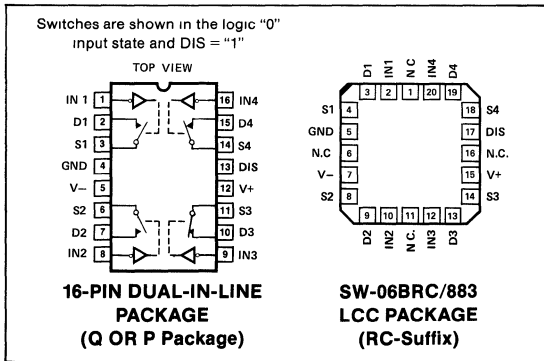 Switches are shown in the logic "0"
input state and DIS = "1"
TOP VIEW
IN 1 1
D1 2
S1 3
GND 4
V− 5
S2 6
D2 7
IN2 8
16 IN4
15 D4
14 S4
13 DIS
12 V+
11 S3
10 D3
9 IN3
16-PIN DUAL-IN-LINE
PACKAGE
(Q OR P Package)
D1 IN1 N C IN4 D4
3 2 1 20 19
S1 4
GND 5
N.C 6
V− 7
S2 8
18 S4
17 DIS
16 N.C.
15 V+
14 S3
9 10 11 12 13
D2 IN2 N C. IN3 D3
SW-06BRC/883
LCC PACKAGE
(RC-Suffix)